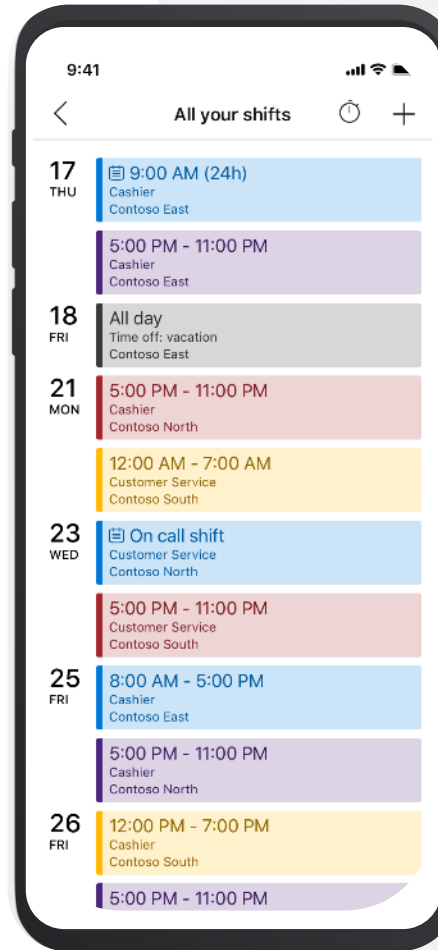 9:41
All your shifts
17
THU
9:00 AM (24h)
Cashier
Contoso East
5:00 PM - 11:00 PM
Cashier
Contoso East
18
FRI
All day
Time off: vacation
Contoso East
21
MON
5:00 PM - 11:00 PM
Cashier
Contoso North
12:00 AM - 7:00 AM
Customer Service
Contoso South
23
WED
On call shift
Customer Service
Contoso North
5:00 PM - 11:00 PM
Customer Service
Contoso South
25
FRI
8:00 AM - 5:00 PM
Cashier
Contoso East
5:00 PM - 11:00 PM
Cashier
Contoso North
26
FRI
12:00 PM - 7:00 PM
Cashier
Contoso South
5:00 PM - 11:00 PM